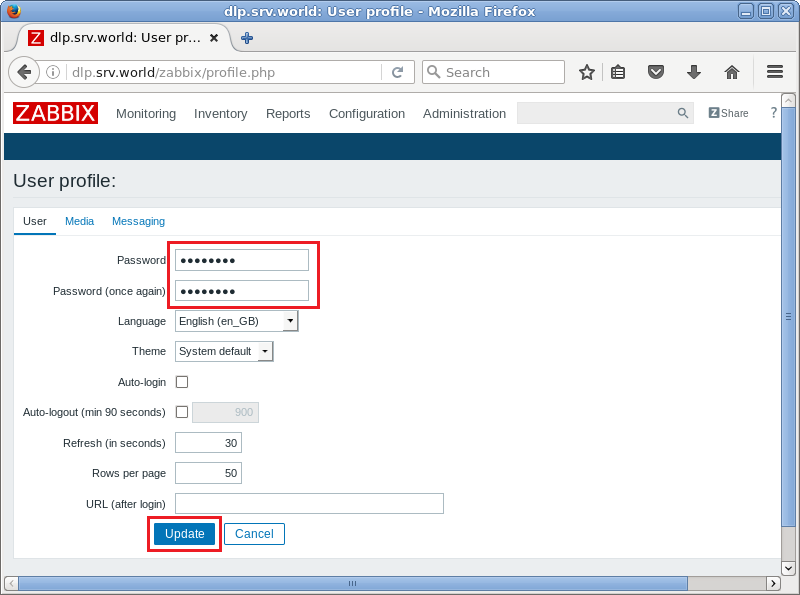 dlp.srv.world: User profile - Mozilla Firefox
Z dlp.srv.world: User pr...
dlp.srv.world/zabbix/profile.php Search
ZABBIX Monitoring Inventory Reports Configuration Administration Z Share ?
User profile:
User Media Messaging
Password ●●●●●●●●
Password (once again) ●●●●●●●●
Language English (en_GB)
Theme System default
Auto-login
Auto-logout (min 90 seconds) 900
Refresh (in seconds) 30
Rows per page 50
URL (after login)
Update Cancel